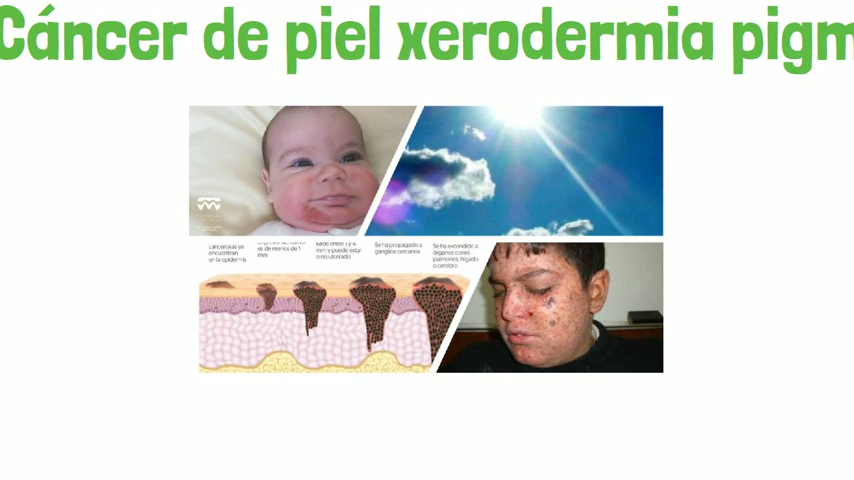 Cáncer de piel xerodermia pigm
cancerosas se
encuentran
en la epidermis
es de menos de 1
mm
Mide entre 1 y 4
mm y puede estar
o no ulcerado
Se ha propagado a
ganglios cercanos
Se ha extendido a
órganos como
pulmones, hígado
o cerebro